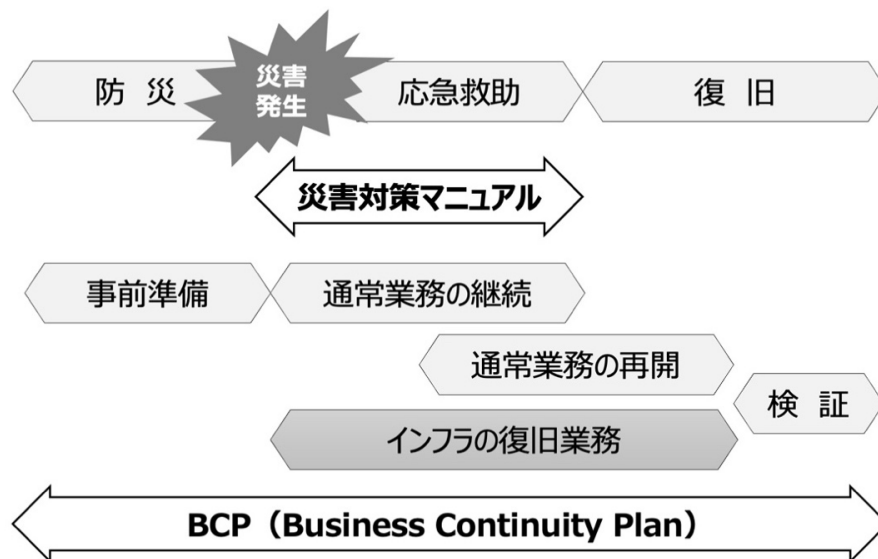 防 災
災害
発生
応急救助
復 旧
災害対策マニュアル
事前準備
通常業務の継続
通常業務の再開
検 証
インフラの復旧業務
BCP（Business Continuity Plan）